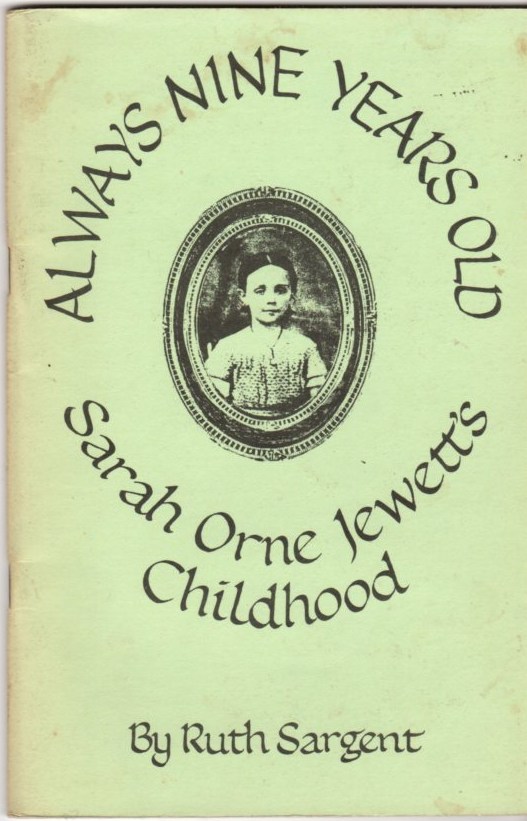 ALWAYS NINE YEARS OLD
Sarah Orne Jewett's
Childhood
By Ruth Sargent